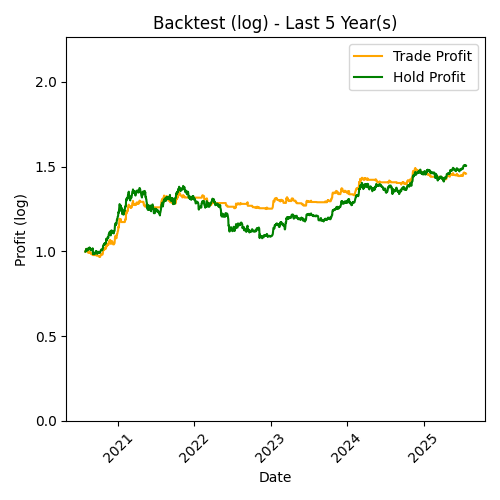 Backtest (log) - Last 5 Year(s)
Trade Profit
Hold Profit
Profit (log)
2.0
1.5
1.0
0.5
0.0
2021
2022
2023
2024
2025
Date